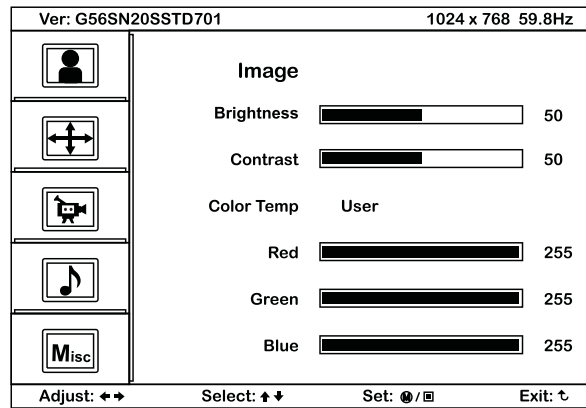 Ver: G56SN20SSTD701 1024 x 768 59.8Hz
Image
Brightness 50
Contrast 50
Color Temp User
Red 255
Green 255
Blue 255
Misc
Adjust: Select: Set: M/ Exit: